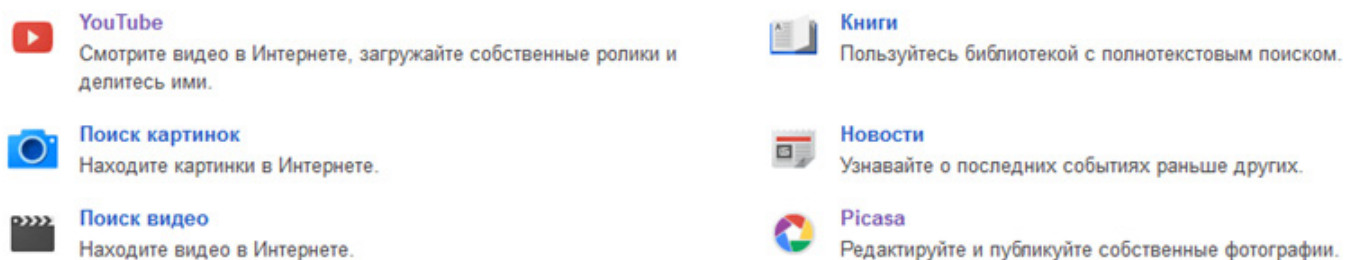 YouTube
Смотрите видео в Интернете, загружайте собственные ролики и
делитесь ими.
Поиск картинок
Находите картинки в Интернете.
Поиск видео
Находите видео в Интернете.
Книги
Пользуйтесь библиотекой с полнотекстовым поиском.
Новости
Узнавайте о последних событиях раньше других.
Picasa
Редактируйте и публикуйте собственные фотографии.